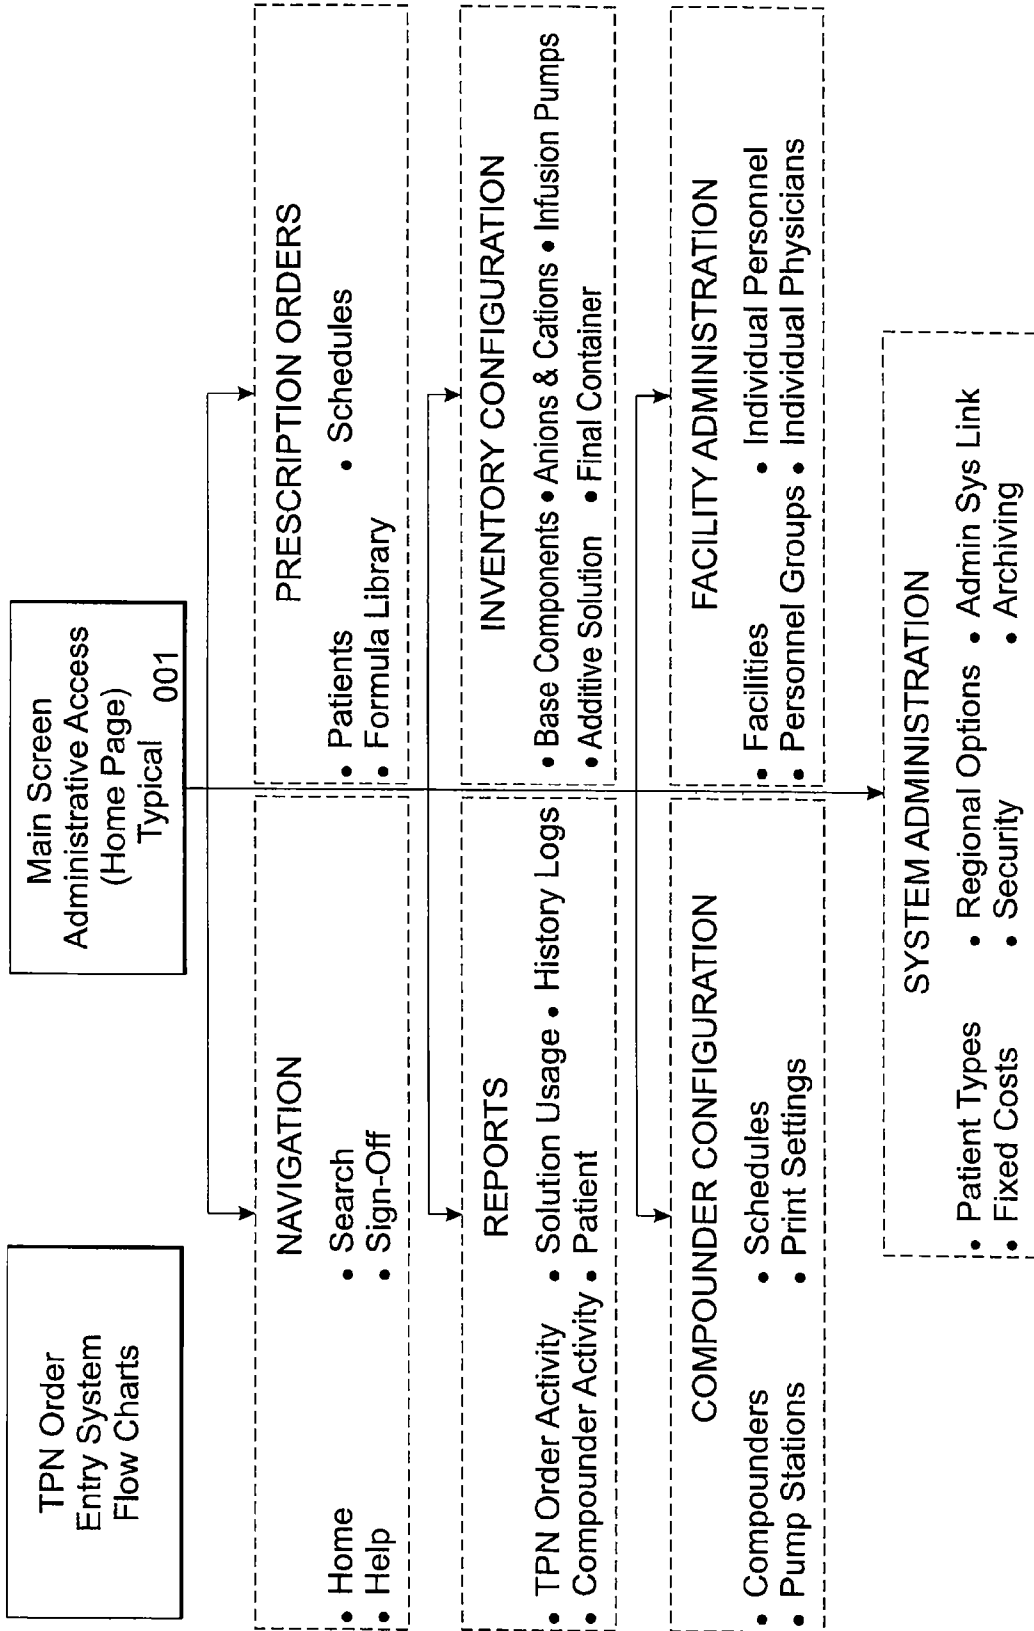 TPN Order
Entry System
Flow Charts
Main Screen
Administrative Access
(Home Page)
Typical
001
NAVIGATION
• Home • Search
• Help • Sign-Off
PRESCRIPTION ORDERS
• Patients • Schedules
• Formula Library
REPORTS
• TPN Order Activity • Solution Usage • History Logs
• Compounder Activity • Patient
INVENTORY CONFIGURATION
• Base Components • Anions & Cations • Infusion Pumps
• Additive Solution • Final Container
COMPOUNDER CONFIGURATION
• Compounders • Schedules
• Pump Stations • Print Settings
FACILITY ADMINISTRATION
• Facilities • Individual Personnel
• Personnel Groups • Individual Physicians
SYSTEM ADMINISTRATION
• Patient Types • Regional Options • Admin Sys Link
• Fixed Costs • Security • Archiving